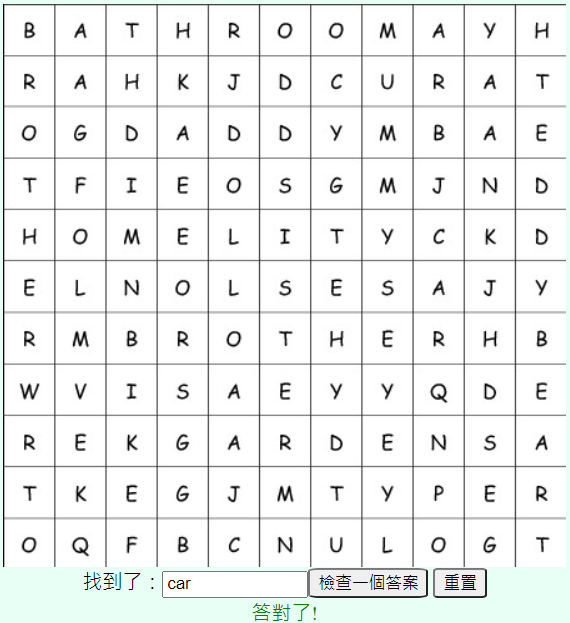 B A T H R O O M A Y H
R A H K J D C U R A T
O G D A D D Y M B A E
T F I E O S G M J N D
H O M E L I T Y C K D
E L N O L S E S A J Y
R M B R O T H E R H B
W V I S A E Y Y Q D E
R E K G A R D E N S A
T K E G J M T Y P E R
O Q F B C N U L O G T
找到了：car 檢查一個答案 重置
答對了!